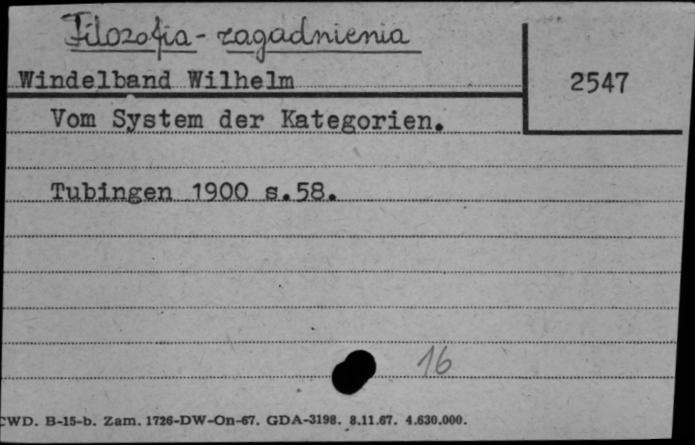 Filozofia - zagadnienia
Windelband Wilhelm
2547
Vom System der Kategorien.
Tubingen 1900 s.58.
16
CWD. B-15-b. Zam. 1726-DW-On-67. GDA-3198. 8.11.67. 4.630.000.